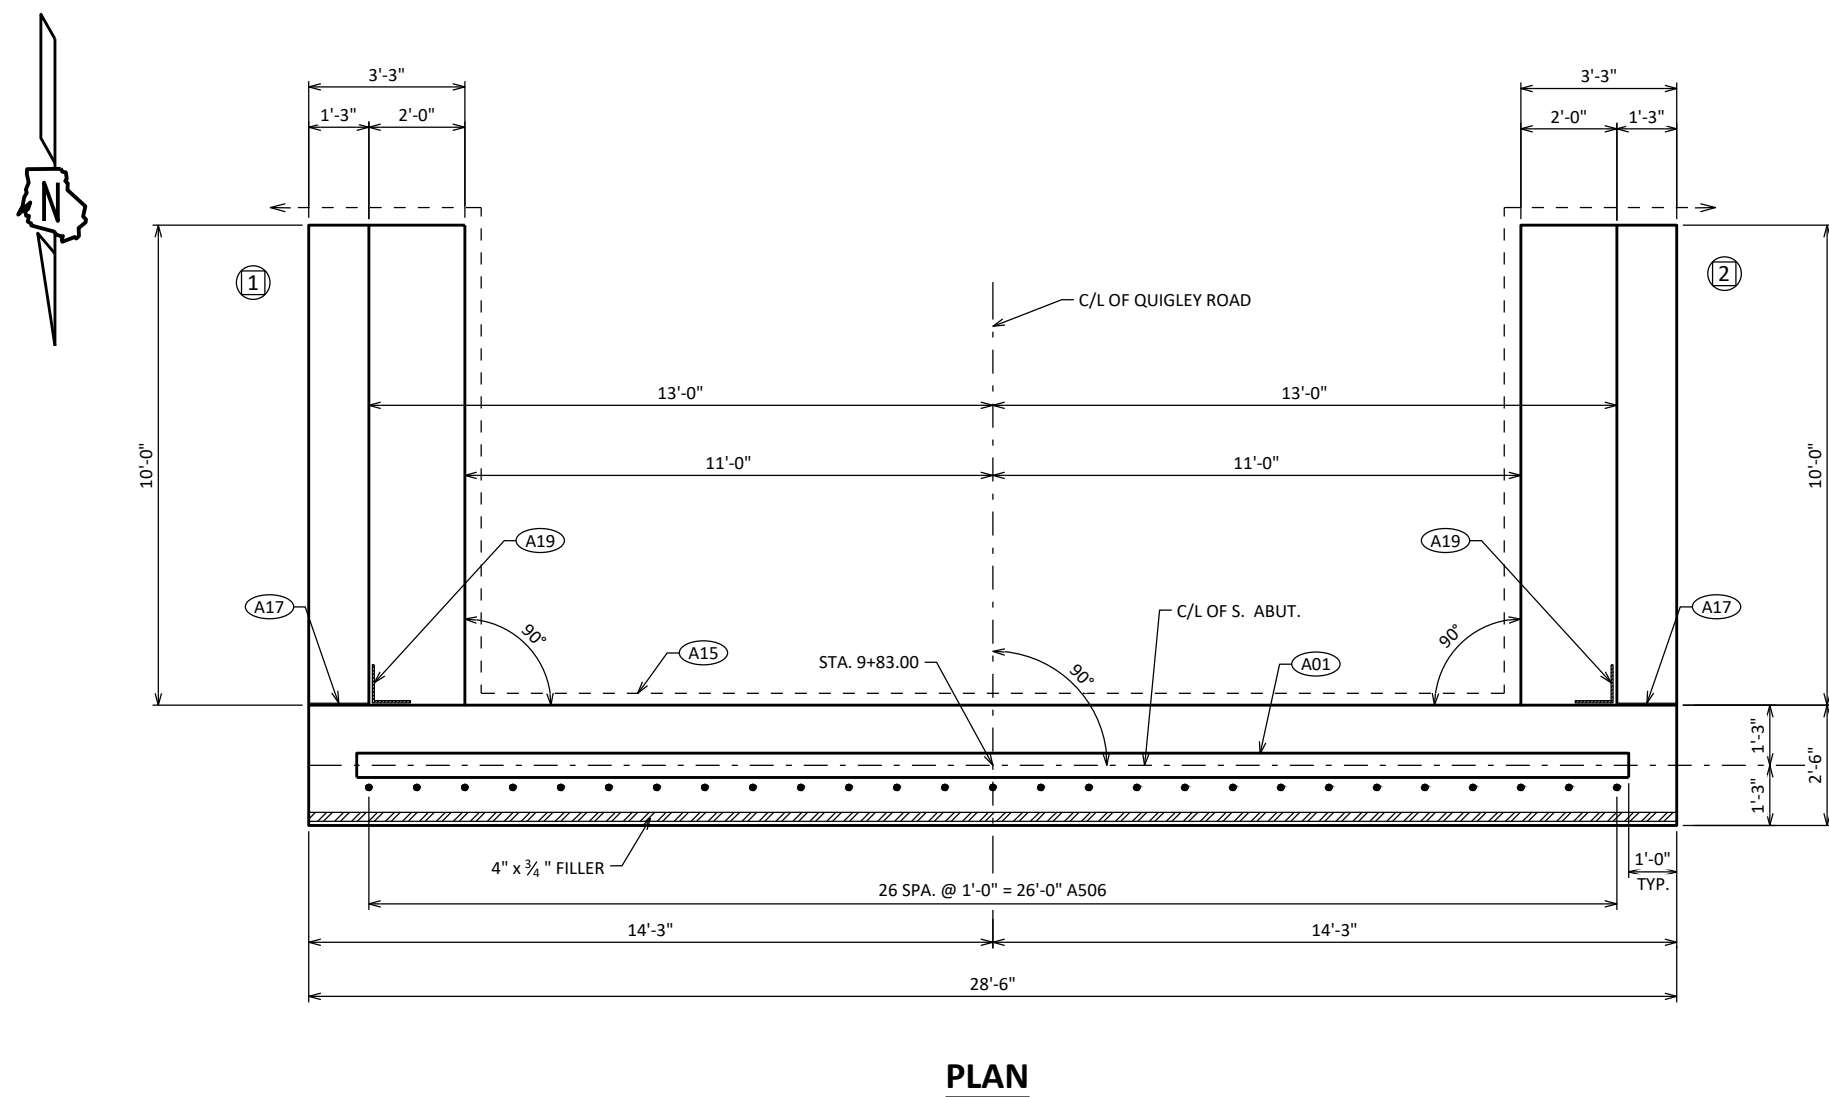 3'-3"
3'-3"
1'-3"
2'-0"
2'-0"
1'-3"
N
1
2
C/L OF QUIGLEY ROAD
13'-0"
13'-0"
10'-0"
11'-0"
11'-0"
10'-0"
A19
A19
A17
A17
90°
90°
C/L OF S. ABUT.
A15
STA. 9+83.00
90°
A01
1'-3"
2'-6"
1'-3"
4" x ¾" FILLER
1'-0"
TYP.
26 SPA. @ 1'-0" = 26'-0" A506
14'-3"
14'-3"
28'-6"
PLAN